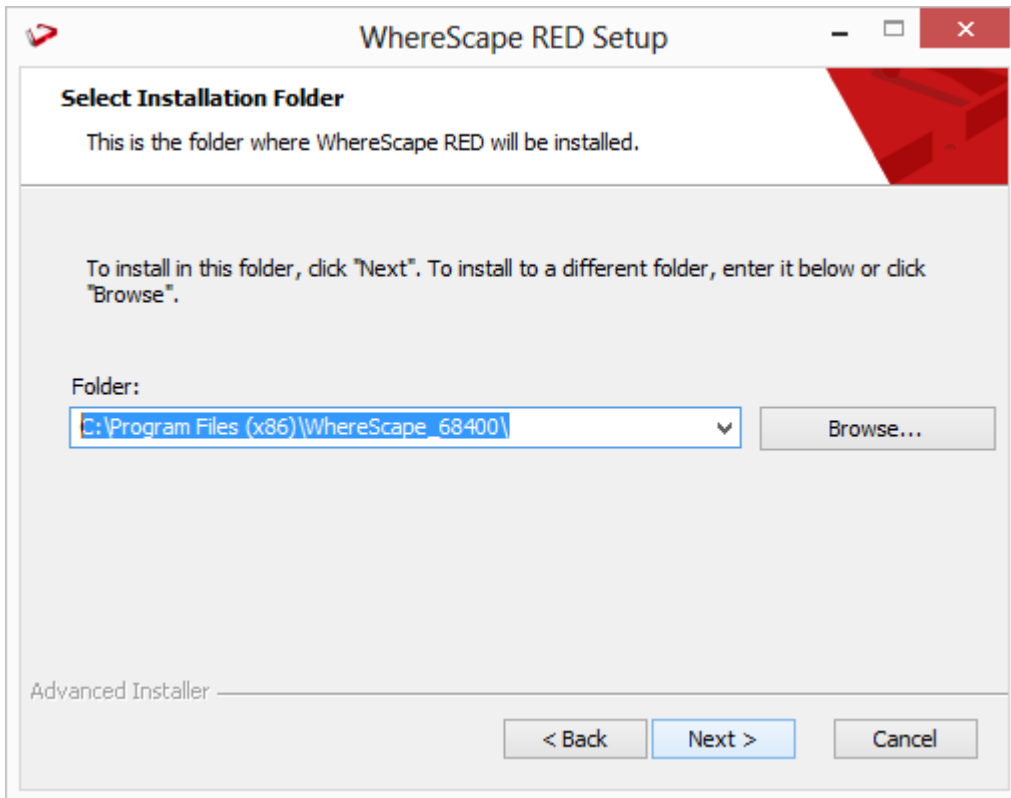 WhereScape RED Setup
Select Installation Folder
This is the folder where WhereScape RED will be installed.
To install in this folder, click "Next". To install to a different folder, enter it below or click
"Browse".
Folder:
C:\Program Files (x86)\WhereScape_68400\
Browse...
Advanced Installer
< Back
Next >
Cancel